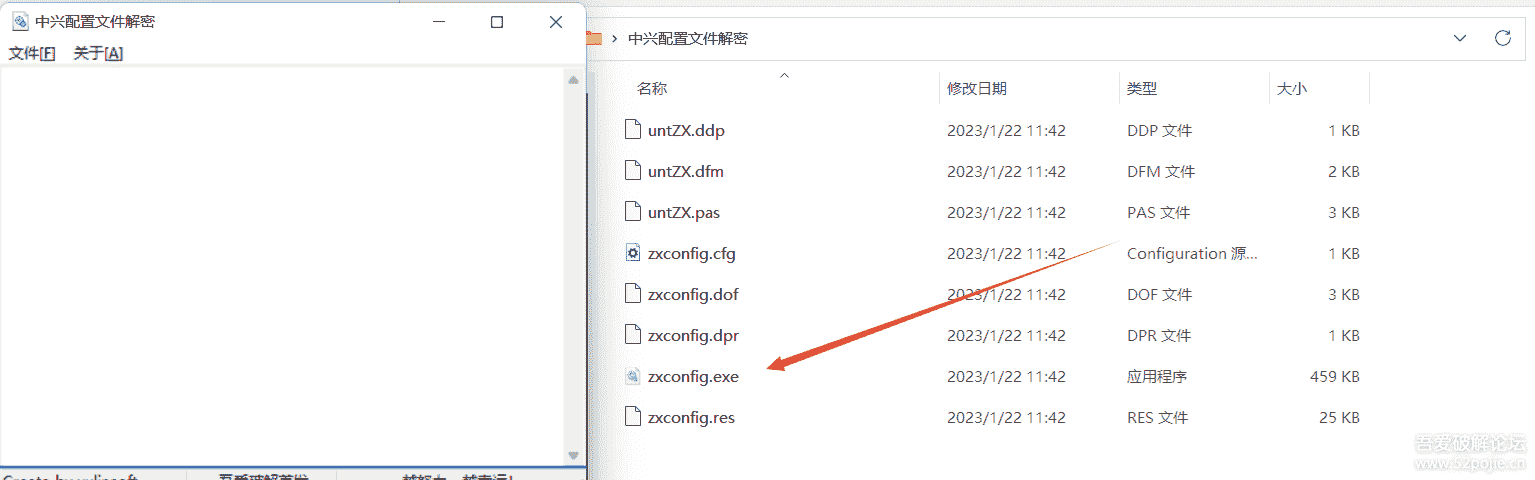 中兴配置文件解密
文件[F] 关于[A]
中兴配置文件解密
名称 修改日期 类型 大小
untZX.ddp 2023/1/22 11:42 DDP 文件 1 KB
untZX.dfm 2023/1/22 11:42 DFM 文件 2 KB
untZX.pas 2023/1/22 11:42 PAS 文件 3 KB
zxconfig.cfg 2023/1/22 11:42 Configuration 源... 1 KB
zxconfig.dof 2023/1/22 11:42 DOF 文件 3 KB
zxconfig.dpr 2023/1/22 11:42 DPR 文件 1 KB
zxconfig.exe 2023/1/22 11:42 应用程序 459 KB
zxconfig.res 2023/1/22 11:42 RES 文件 25 KB
吾爱破解论坛
www.52pojie.cn